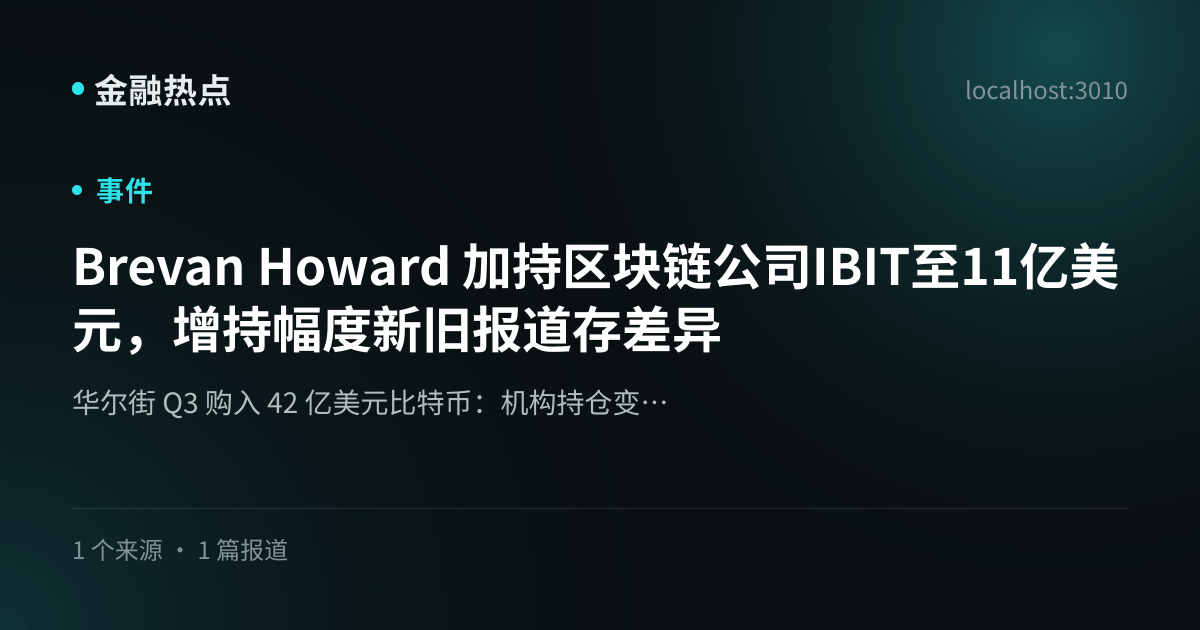 金融热点
localhost:3010
事件
Brevan Howard 加持区块链公司IBIT至11亿美
元，增持幅度新旧报道存差异
华尔街 Q3 购入 42 亿美元比特币：机构持仓变…
1 个来源 · 1 篇报道